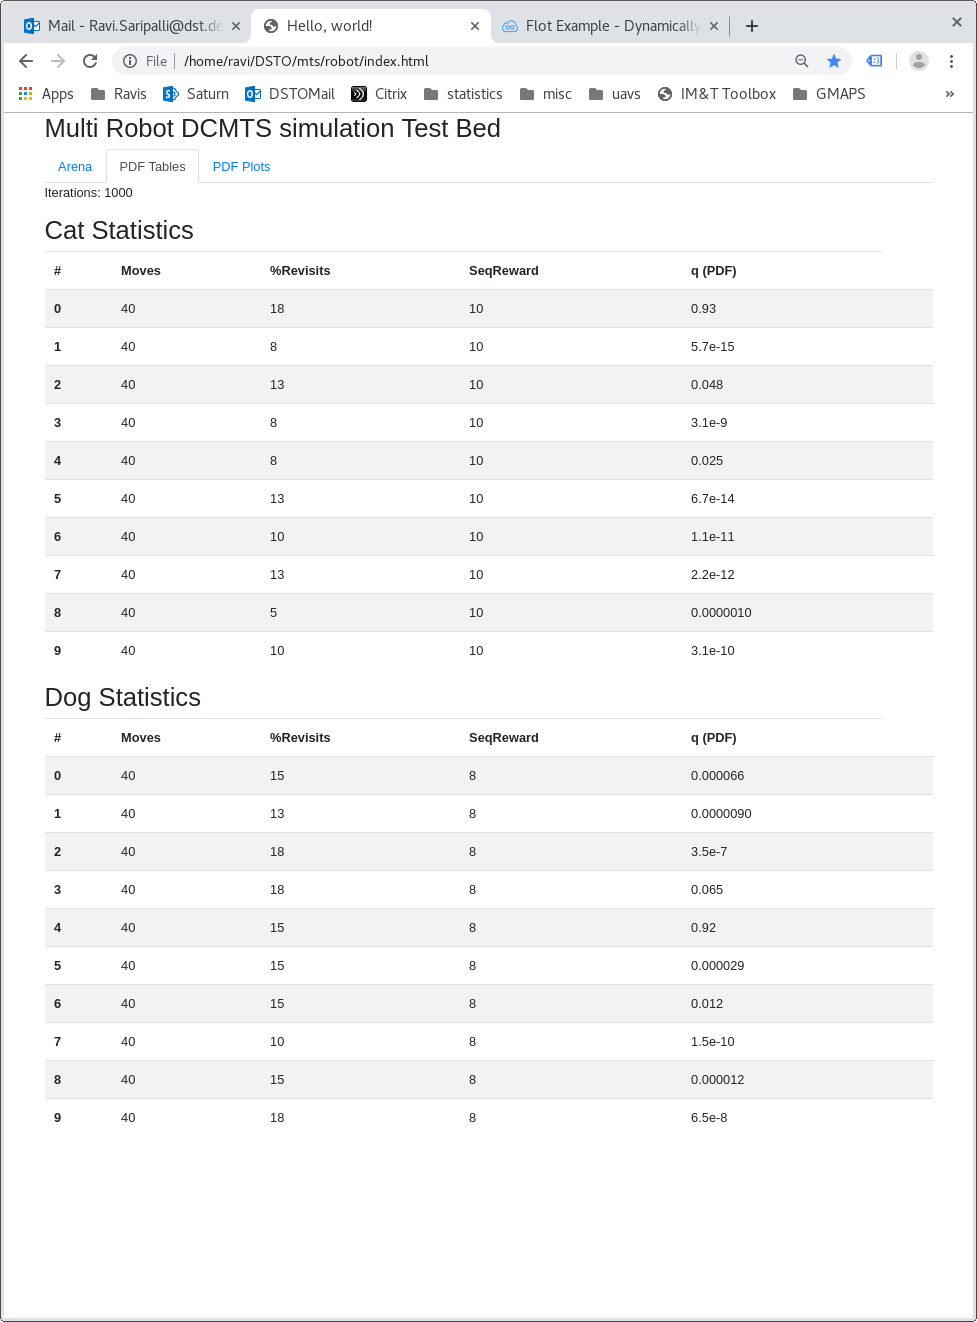 Mail - Ravi.Saripalli@dst.de Hello, world! Flot Example - Dynamically
File /home/ravi/DSTO/mts/robot/index.html
Apps Ravis Saturn DSTOMail Citrix statistics misc uavs IM&T Toolbox GMAPS »
Multi Robot DCMTS simulation Test Bed
Arena PDF Tables PDF Plots
Iterations: 1000
Cat Statistics
# Moves %Revisits SeqReward q (PDF)
0 40 18 10 0.93
1 40 8 10 5.7e-15
2 40 13 10 0.048
3 40 8 10 3.1e-9
4 40 8 10 0.025
5 40 13 10 6.7e-14
6 40 10 10 1.1e-11
7 40 13 10 2.2e-12
8 40 5 10 0.0000010
9 40 10 10 3.1e-10
Dog Statistics
# Moves %Revisits SeqReward q (PDF)
0 40 15 8 0.000066
1 40 13 8 0.0000090
2 40 18 8 3.5e-7
3 40 18 8 0.065
4 40 15 8 0.92
5 40 15 8 0.000029
6 40 15 8 0.012
7 40 10 8 1.5e-10
8 40 15 8 0.000012
9 40 18 8 6.5e-8